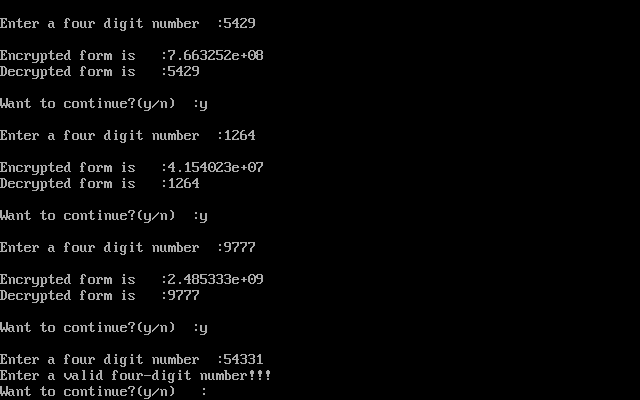 Enter a four digit number  :5429
Encrypted form is   :7.663252e+08
Decrypted form is   :5429
Want to continue?(y/n)  :y
Enter a four digit number  :1264
Encrypted form is   :4.154023e+07
Decrypted form is   :1264
Want to continue?(y/n)  :y
Enter a four digit number  :9777
Encrypted form is   :2.485333e+09
Decrypted form is   :9777
Want to continue?(y/n)  :y
Enter a four digit number  :54331
Enter a valid four-digit number!!!
Want to continue?(y/n)   :